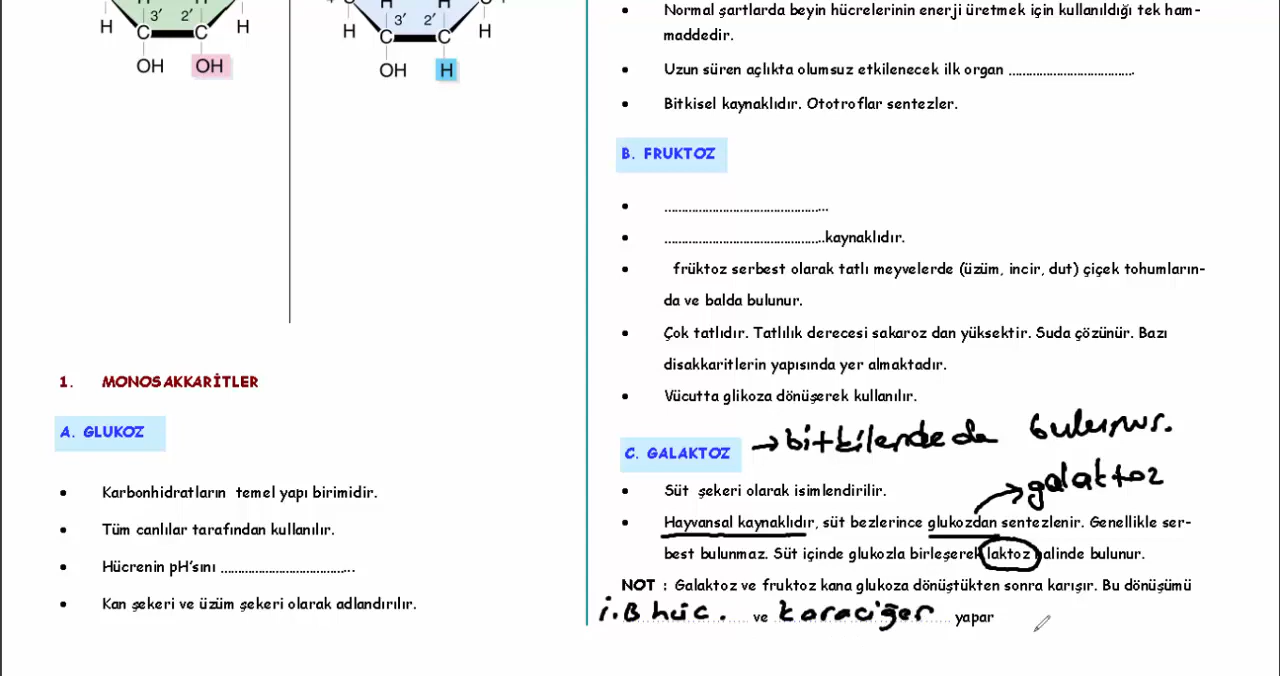 H 3′ H 2′ H
C C
OH OH
H H
H 3′ 2′ H
C C
OH H
1. MONOSAKKARİTLER
A. GLUKOZ
• Karbonhidratların temel yapı birimidir.
• Tüm canlılar tarafından kullanılır.
• Hücrenin pH’sını ......................................
• Kan şekeri ve üzüm şekeri olarak adlandırılır.
• Normal şartlarda beyin hücrelerinin enerji üretmek için kullanıldığı tek ham-
maddedir.
• Uzun süren açlıkta olumsuz etkilenecek ilk organ ......................................
• Bitkisel kaynaklıdır. Ototroflar sentezler.
B. FRUKTOZ
• ................................................
• ................................................kaynaklıdır.
• früktoz serbest olarak tatlı meyvelerde (üzüm, incir, dut) çiçek tohumların-
da ve balda bulunur.
• Çok tatlıdır. Tatlılık derecesi sakaroz dan yüksektir. Suda çözünür. Bazı
disakkaritlerin yapısında yer almaktadır.
• Vücutta glikoza dönüşerek kullanılır.
C. GALAKTOZ → bitkilerde de bulunur.
• Süt şekeri olarak isimlendirilir. → galaktoz
• Hayvansal kaynaklıdır, süt bezlerince glukozdan sentezlenir. Genellikle ser-
best bulunmaz. Süt içinde glukozla birleşerek laktoz halinde bulunur.
NOT : Galaktoz ve fruktoz kana glukoza dönüştükten sonra karışır. Bu dönüşümü
i.B hüc. ve karaciğer yapar